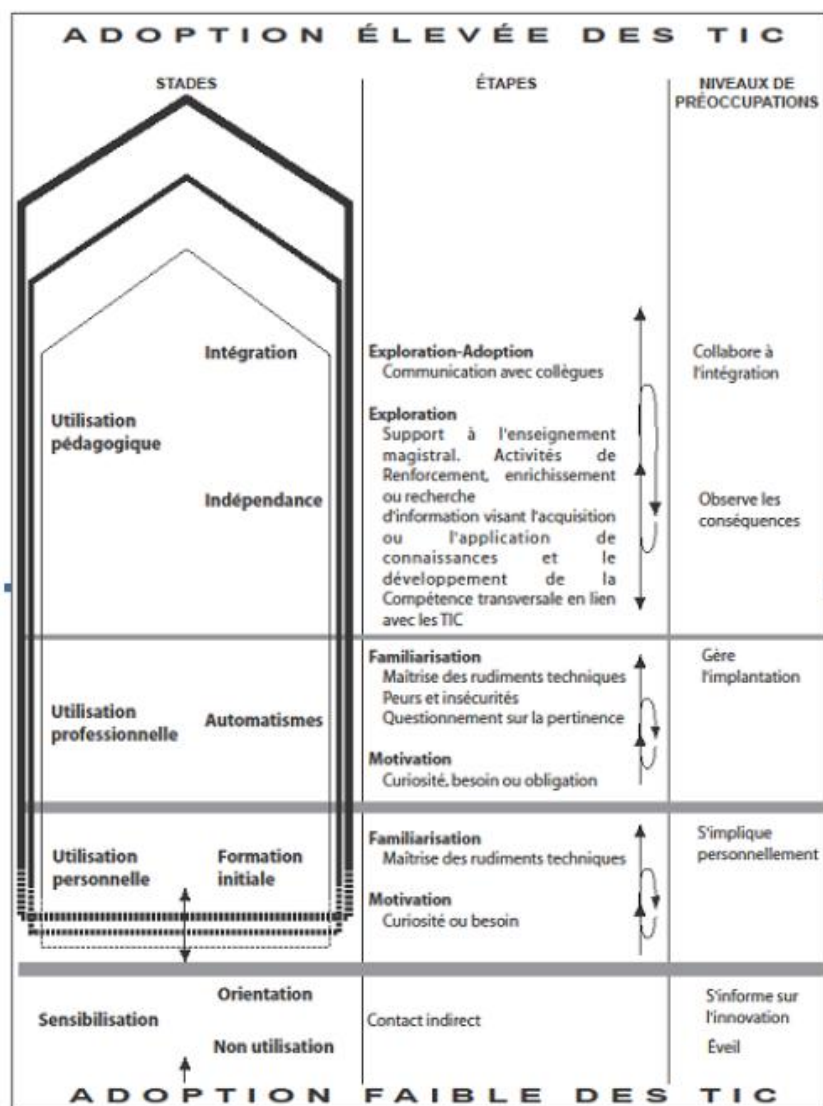 ADOPTION ÉLEVÉE DES TIC
STADES
ÉTAPES
NIVEAUX DE
PRÉOCCUPATIONS
Intégration
Exploration-Adoption
Communication avec collègues
Collabore à
l'intégration
Utilisation
pédagogique
Exploration
Support à l'enseignement
magistral. Activités de
Renforcement, enrichissement
ou recherche
d'information visant l'acquisition
ou l'application de
connaissances et le
développement de la
Compétence transversale en lien
avec les TIC
Indépendance
Observe les
conséquences
Utilisation
professionnelle
Automatismes
Familiarisation
Maîtrise des rudiments techniques
Peurs et insécurités
Questionnement sur la pertinence
Motivation
Curiosité, besoin ou obligation
Gère
l'implantation
Utilisation
personnelle
Formation
initiale
Familiarisation
Maîtrise des rudiments techniques
Motivation
Curiosité ou besoin
S'implique
personnellement
Sensibilisation
Orientation
Non utilisation
Contact indirect
S'informe sur
l'innovation
Éveil
ADOPTION FAIBLE DES TIC